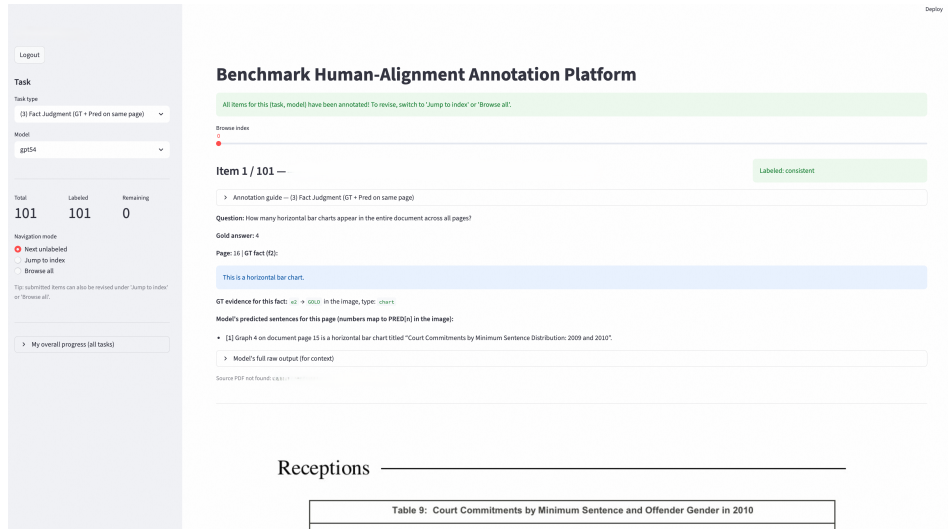 Deploy
Logout
Task
Task type
(3) Fact Judgment (GT + Pred on same page)
Model
gpt54
Total
Labeled
Remaining
101
101
0
Navigation mode
Next unlabeled
Jump to index
Browse all
Tip: submitted items can also be revised under 'Jump to index'
or 'Browse all'.
My overall progress (all tasks)
Benchmark Human-Alignment Annotation Platform
All items for this (task, model) have been annotated! To revise, switch to 'Jump to index' or 'Browse all'.
Browse index
0
Item 1 / 101 —
Labeled: consistent
Annotation guide — (3) Fact Judgment (GT + Pred on same page)
Question: How many horizontal bar charts appear in the entire document across all pages?
Gold answer: 4
Page: 16 | GT fact (f2):
This is a horizontal bar chart.
GT evidence for this fact: e2 → GOLD in the image, type: chart
Model's predicted sentences for this page (numbers map to PRED[n] in the image):
• [1] Graph 4 on document page 15 is a horizontal bar chart titled "Court Commitments by Minimum Sentence Distribution: 2009 and 2010".
Model's full raw output (for context)
Source PDF not found:
Receptions
Table 9: Court Commitments by Minimum Sentence and Offender Gender in 2010